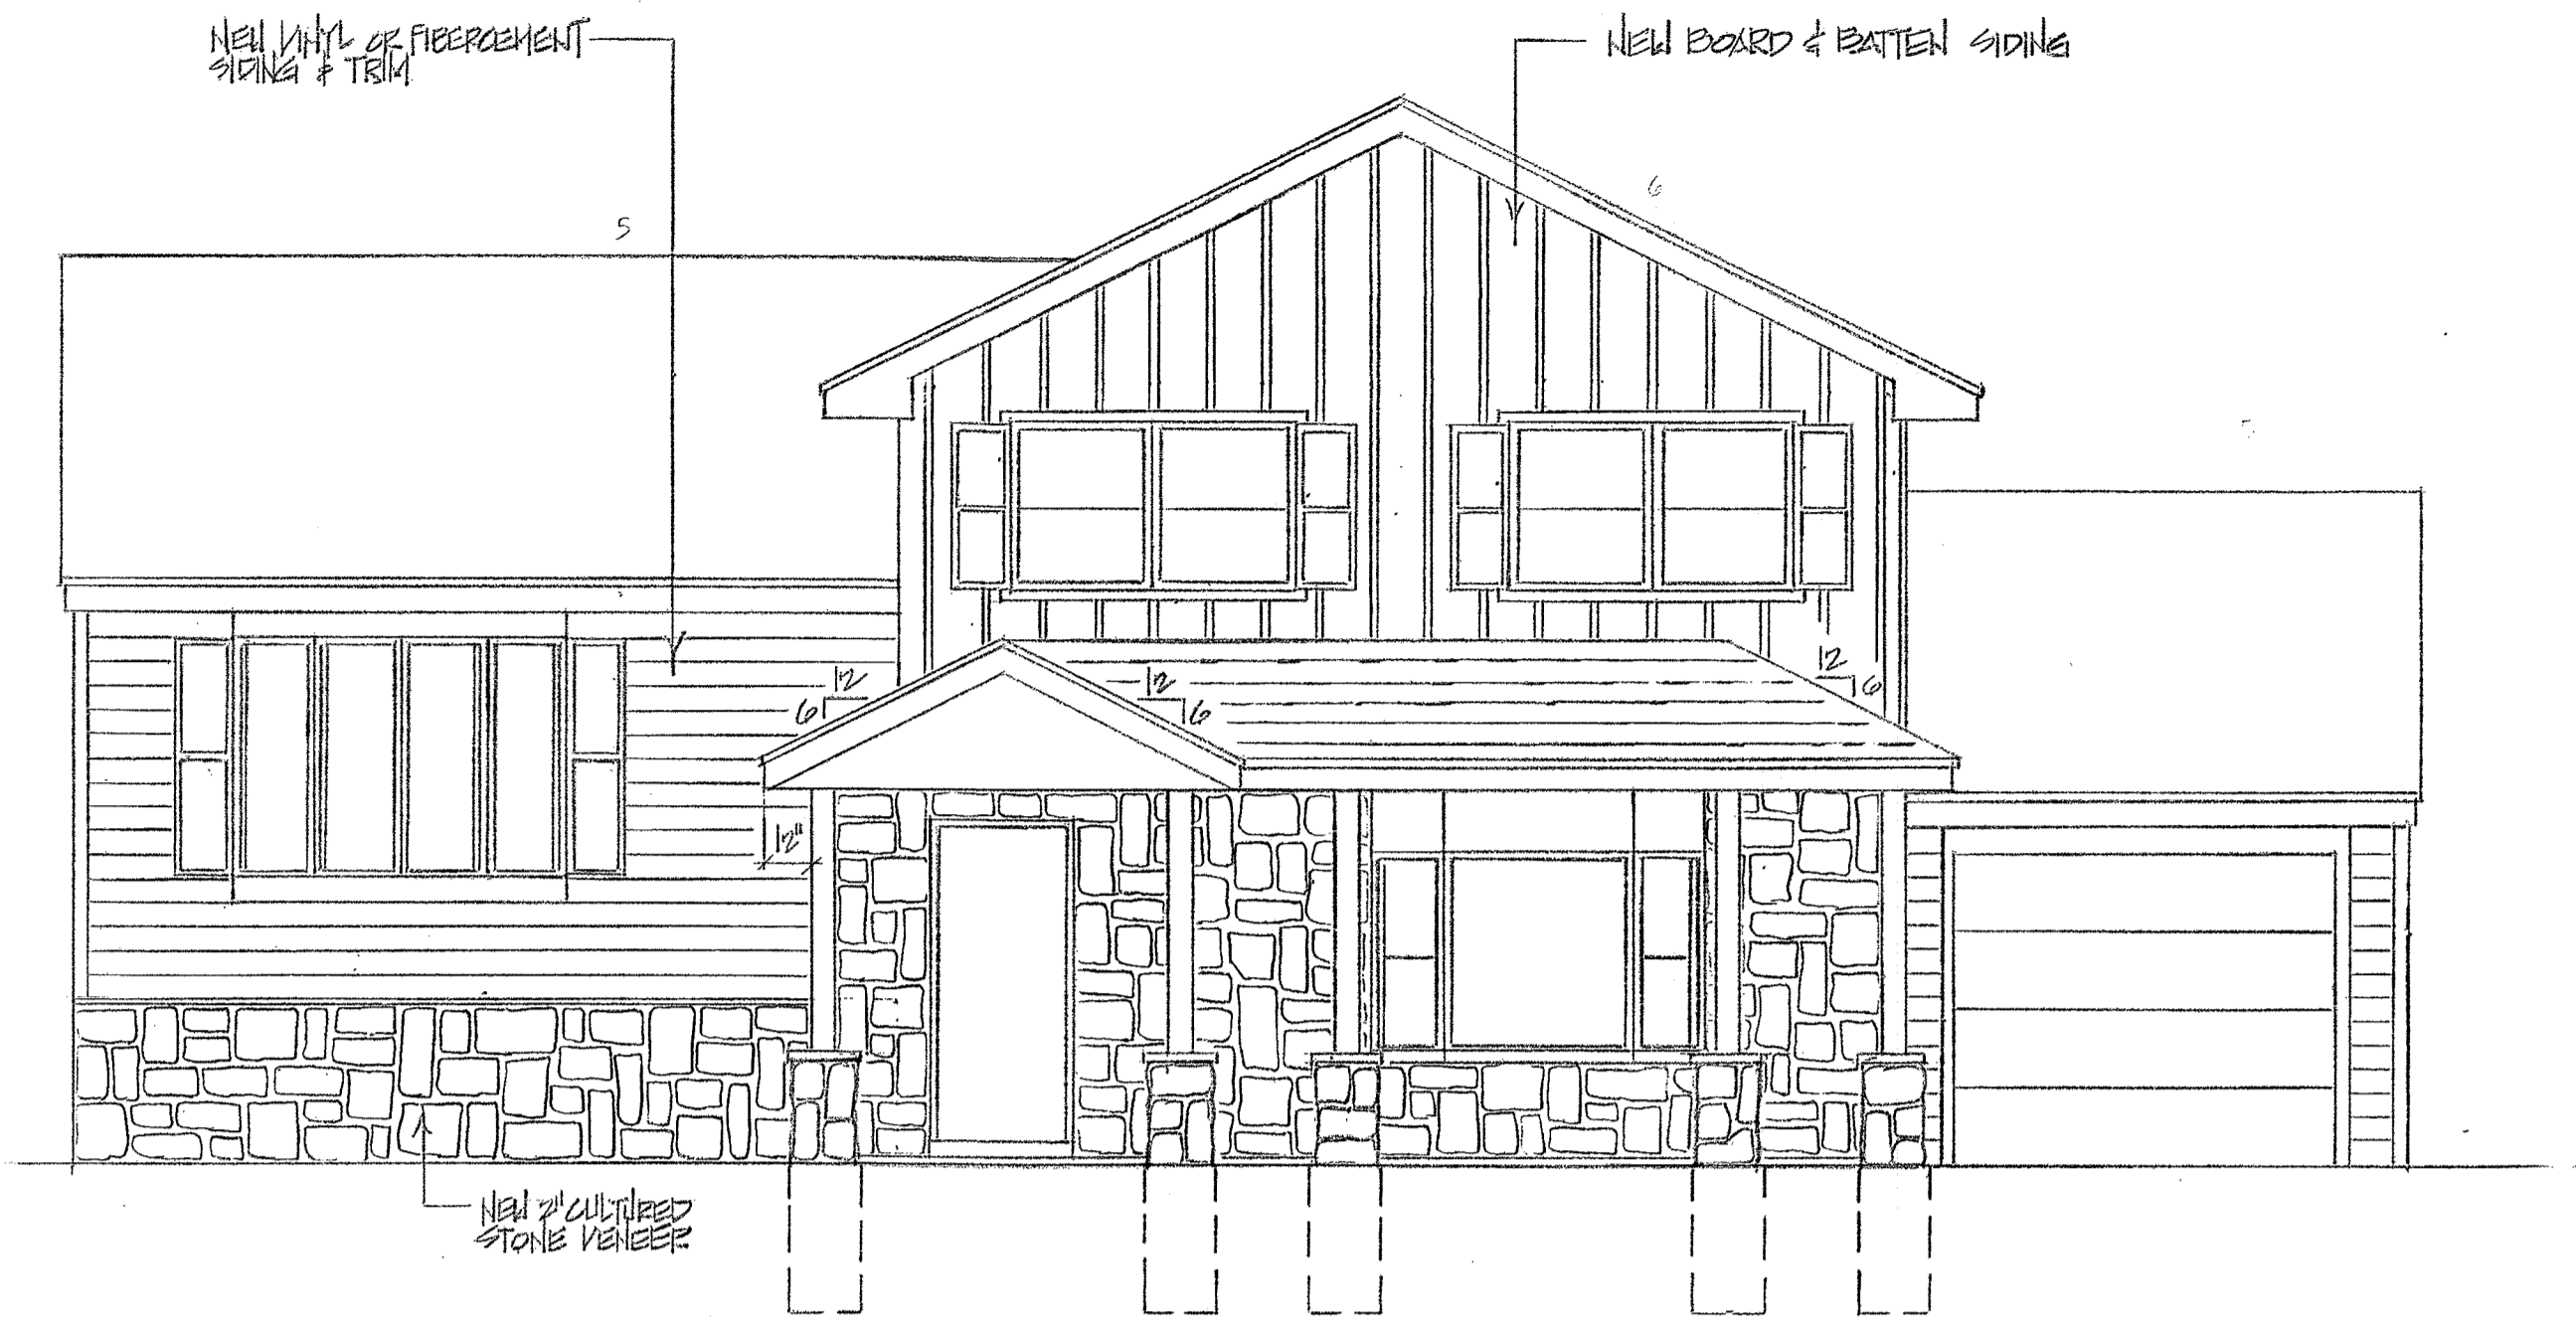 NEW VINYL OR FIBERCEMENT
SIDING & TRIM
NEW BOARD & BATTEN SIDING
6
5
12
6
12
6
12
6
12"
NEW 2" CULTURED
STONE VENEER